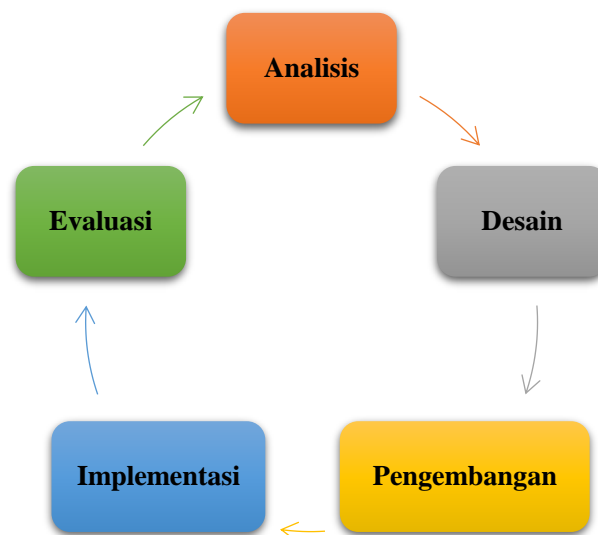 Analisis
Evaluasi
Desain
Implementasi
Pengembangan